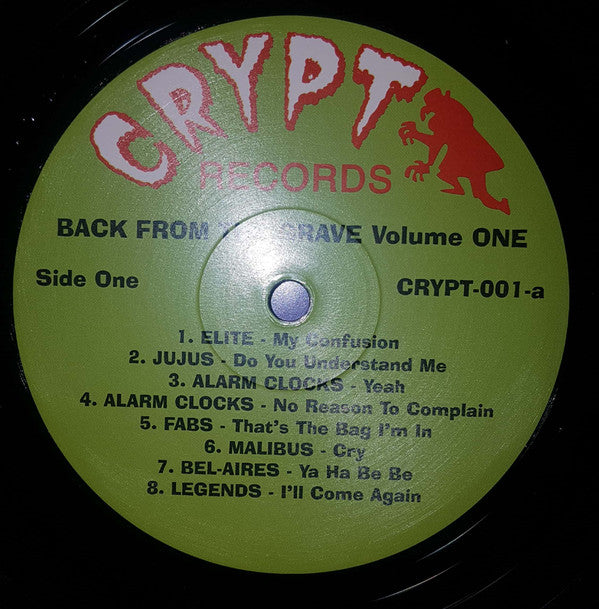 CRYPT
RECORDS
BACK FROM THE GRAVE Volume ONE
Side One
CRYPT-001-a
1. ELITE - My Confusion
2. JUJUS - Do You Understand Me
3. ALARM CLOCKS - Yeah
4. ALARM CLOCKS - No Reason To Complain
5. FABS - That's The Bag I'm In
6. MALIBUS - Cry
7. BEL-AIRES - Ya Ha Be Be
8. LEGENDS - I'll Come Again